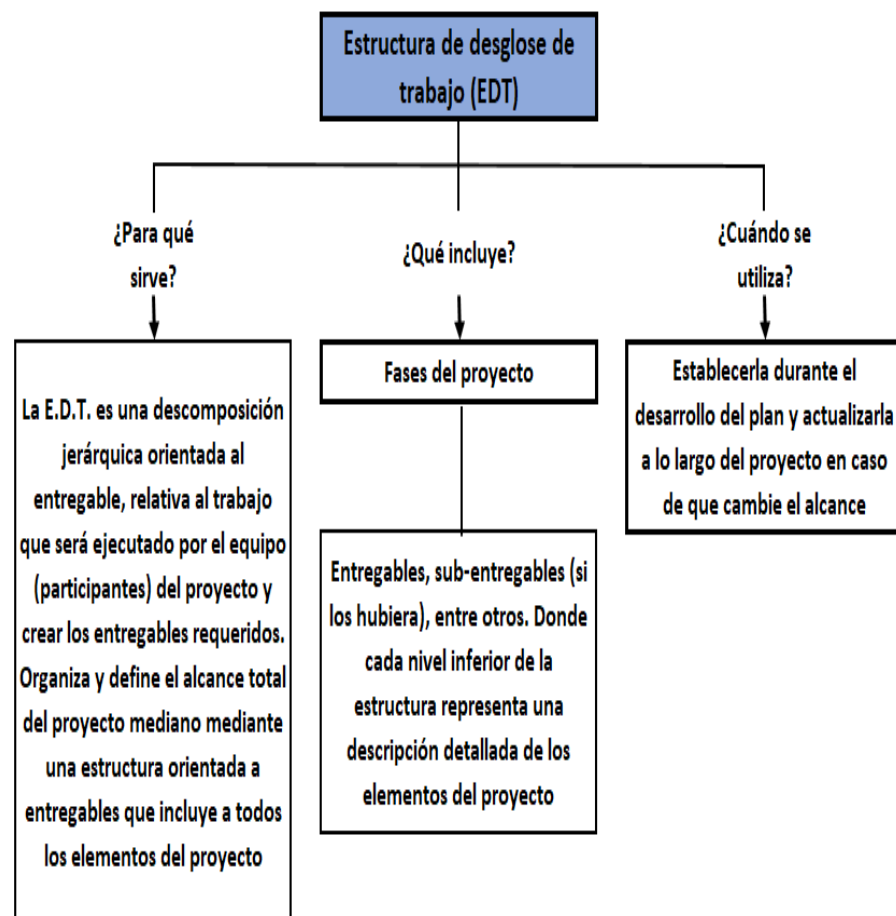 Estructura de desglose de
trabajo (EDT)
¿Para qué
sirve?
¿Qué incluye?
¿Cuándo se
utiliza?
La E.D.T. es una descomposición
jerárquica orientada al
entregable, relativa al trabajo
que será ejecutado por el equipo
(participantes) del proyecto y
crear los entregables requeridos.
Organiza y define el alcance total
del proyecto mediano mediante
una estructura orientada a
entregables que incluye a todos
los elementos del proyecto
Fases del proyecto
Entregables, sub-entregables (si
los hubiera), entre otros. Donde
cada nivel inferior de la
estructura representa una
descripción detallada de los
elementos del proyecto
Establecerla durante el
desarrollo del plan y actualizarla
a lo largo del proyecto en caso
de que cambie el alcance